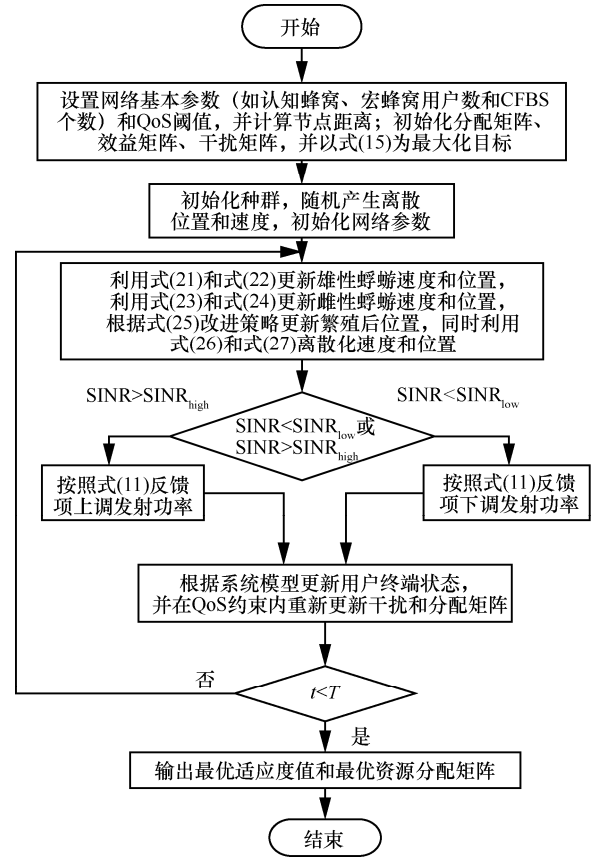 开始
设置网络基本参数（如认知蜂窝、宏蜂窝用户数和CFBS
个数）和QoS阈值，并计算节点距离；初始化分配矩阵、
效益矩阵、干扰矩阵，并以式(15)为最大化目标
初始化种群，随机产生离散
位置和速度，初始化网络参数
利用式(21)和式(22)更新雄性蜉蝣速度和位置，
利用式(23)和式(24)更新雌性蜉蝣速度和位置，
根据式(25)改进策略更新繁殖后位置，同时利用
式(26)和式(27)离散化速度和位置
SINR>SINRhigh
SINR<SINRlow
SINR<SINRlow或
SINR>SINRhigh
按照式(11)反馈
项上调发射功率
按照式(11)反馈
项下调发射功率
根据系统模型更新用户终端状态，
并在QoS约束内重新更新干扰和分配矩阵
否
t<T
是
输出最优适应度值和最优资源分配矩阵
结束